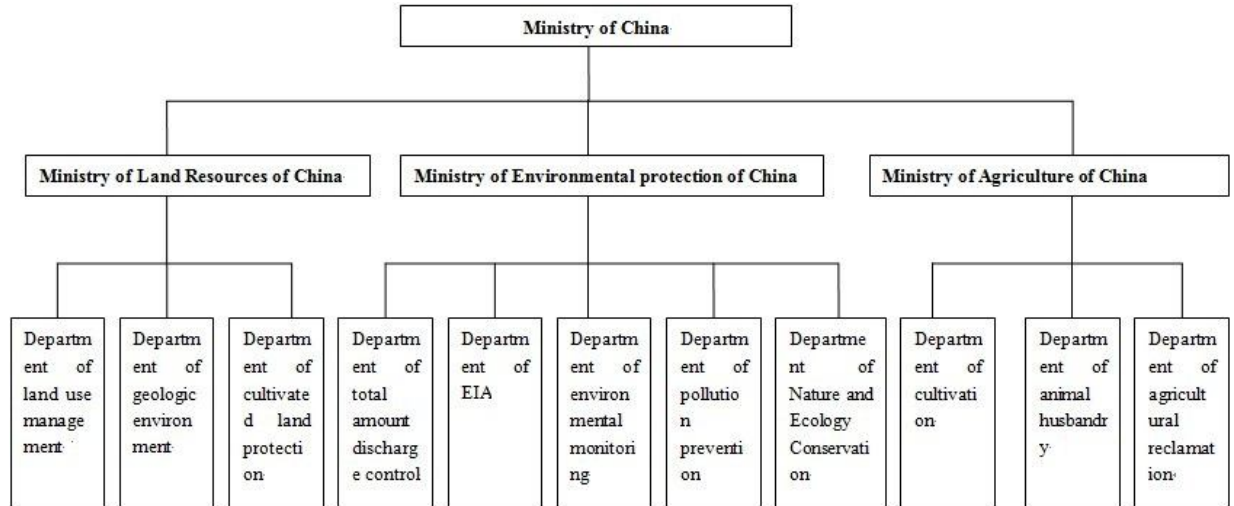 Ministry of China
Ministry of Land Resources of China
Ministry of Environmental protection of China
Ministry of Agriculture of China
Departm
ent of
land use
manage
ment
Departm
ent of
geologic
environ
ment
Departm
ent of
cultivate
d land
protecti
on
Departm
ent of
total
amount
discharg
e control
Departm
ent of
EIA
Departm
ent of
environ
mental
monitori
ng
Departm
ent of
pollutio
n
preventi
on
Departme
nt of
Nature and
Ecology
Conservati
on
Departm
ent of
cultivati
on
Departm
ent of
animal
husbandr
y
Departm
ent of
agricult
ural
reclamat
ion